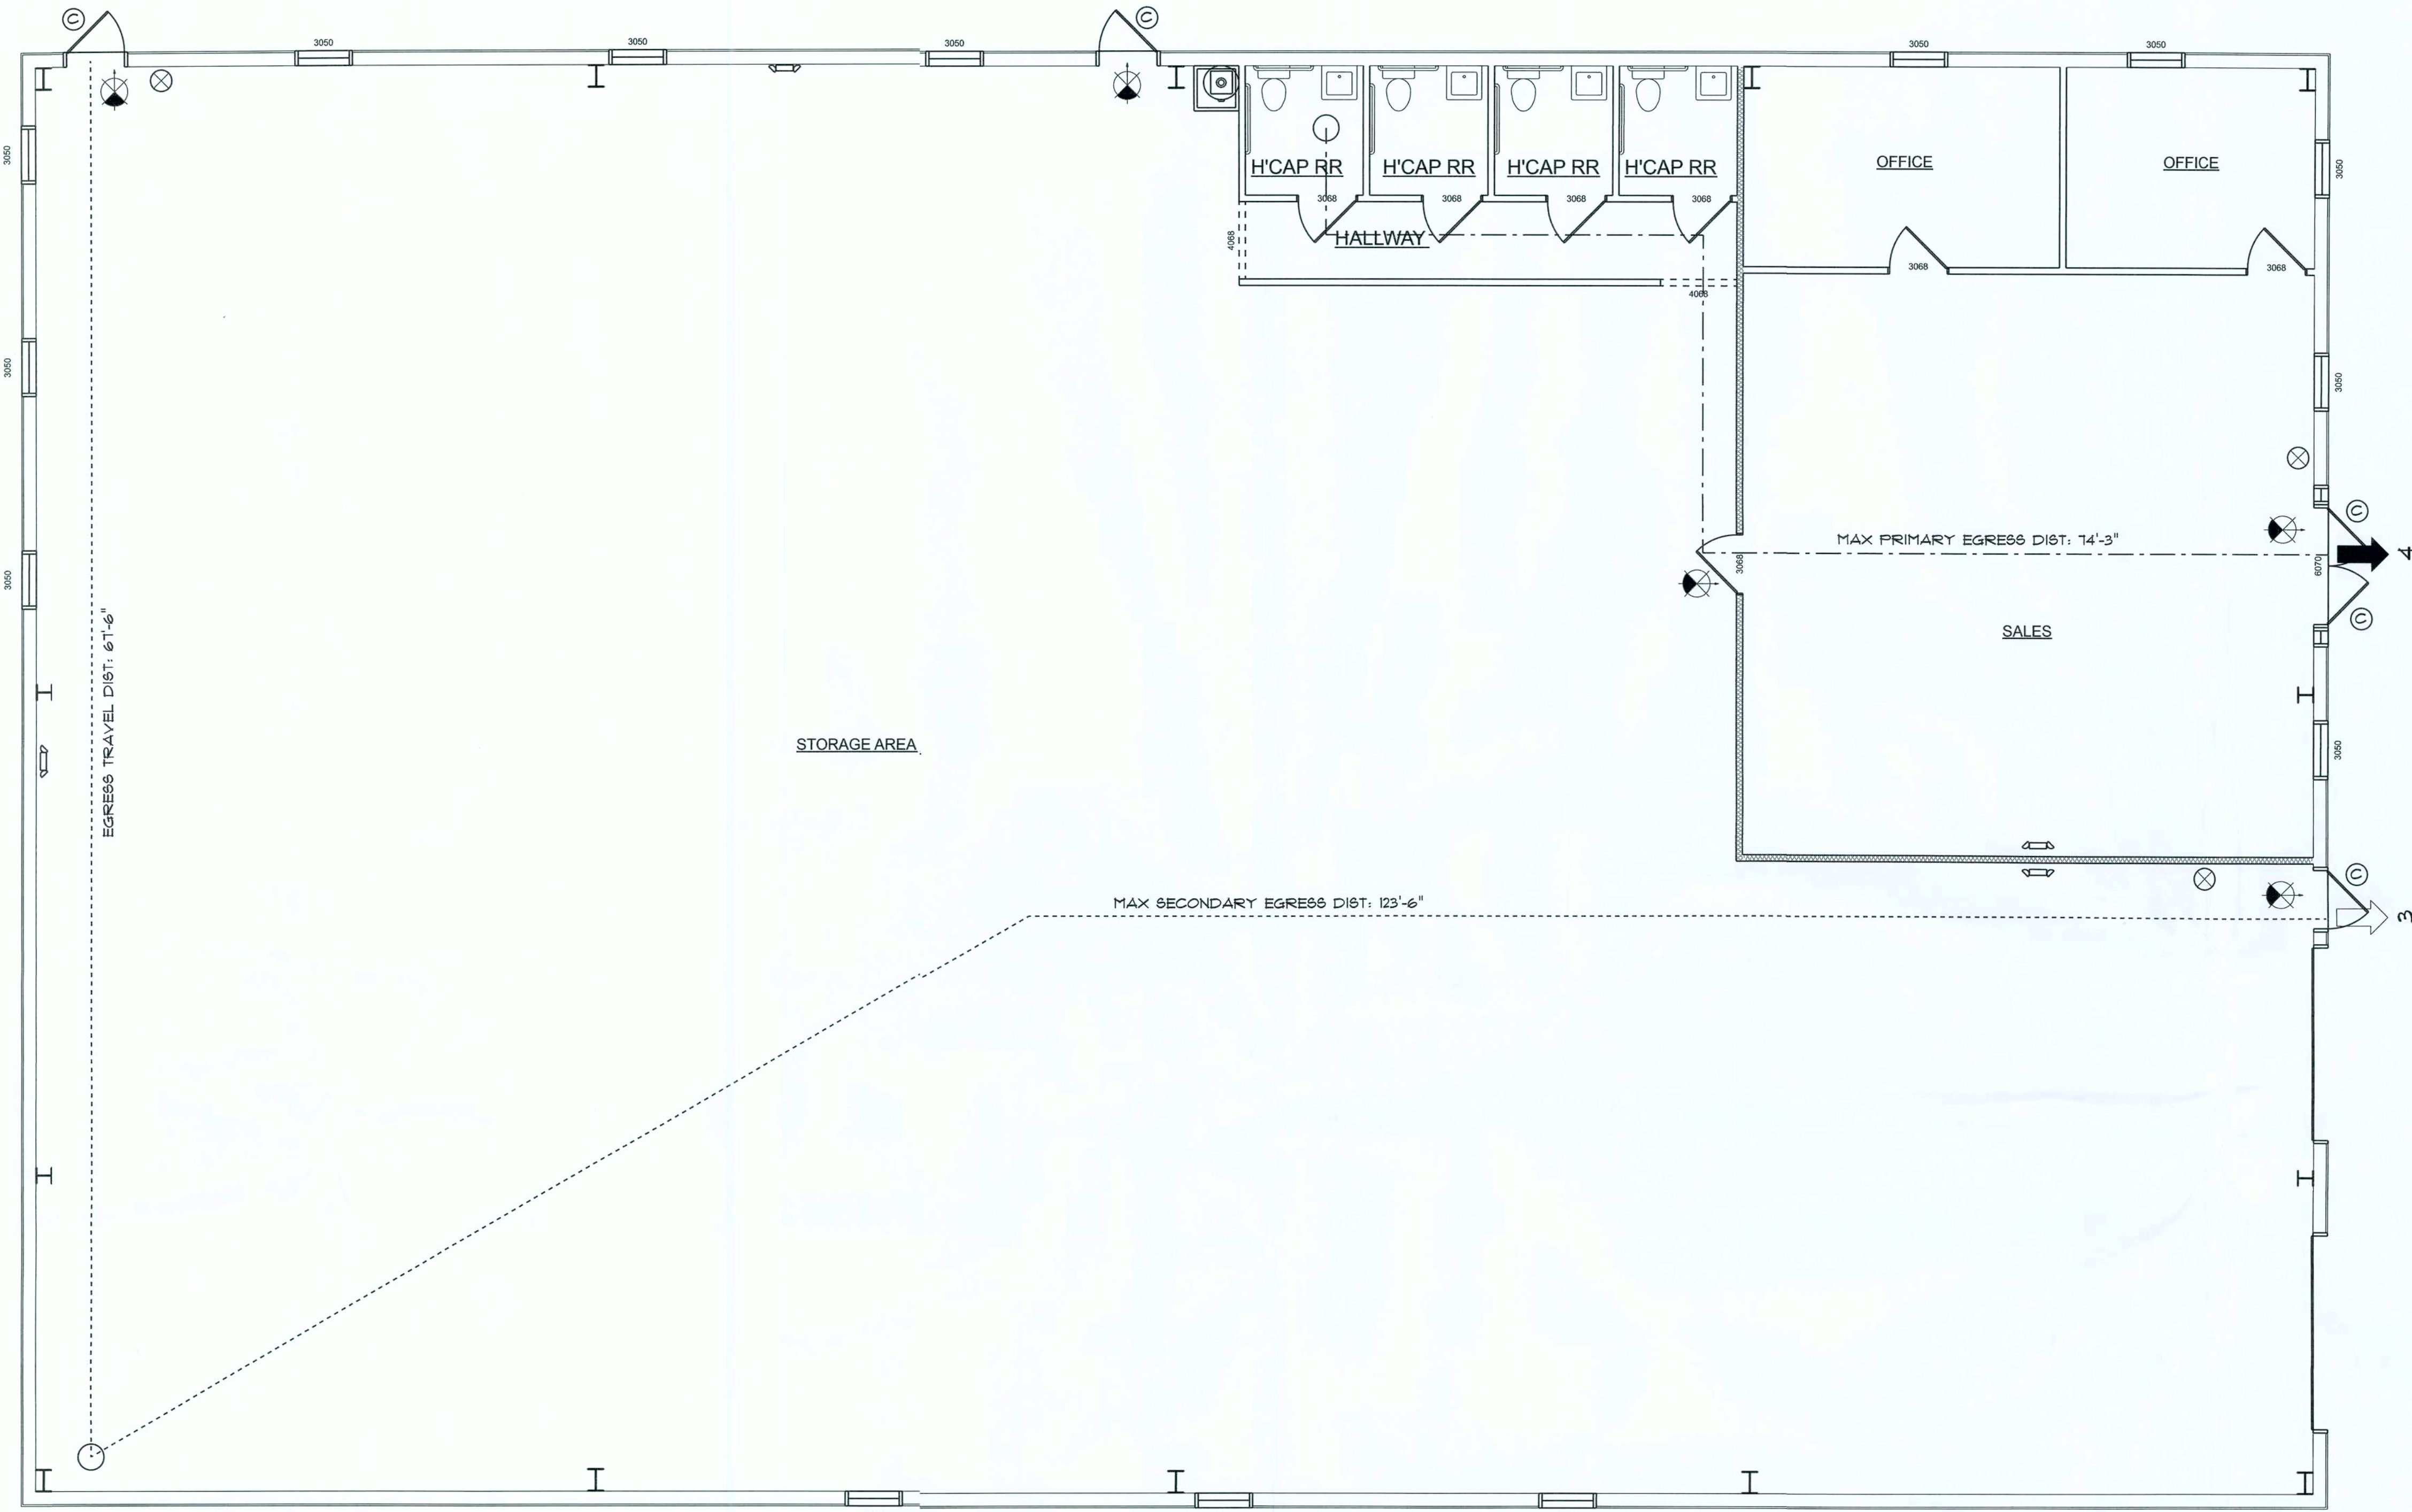 ©
©
3050
3050
3050
3050
3050
3050
H'CAP RR
H'CAP RR
H'CAP RR
H'CAP RR
OFFICE
OFFICE
3050
3068
3068
3068
3068
4068
HALLWAY
3068
3068
4068
3050
3050
©
3050
MAX PRIMARY EGRESS DIST: 74'-3"
3068
6070
4
©
SALES
EGRESS TRAVEL DIST: 67'-6"
STORAGE AREA
3050
©
MAX SECONDARY EGRESS DIST: 123'-6"
3